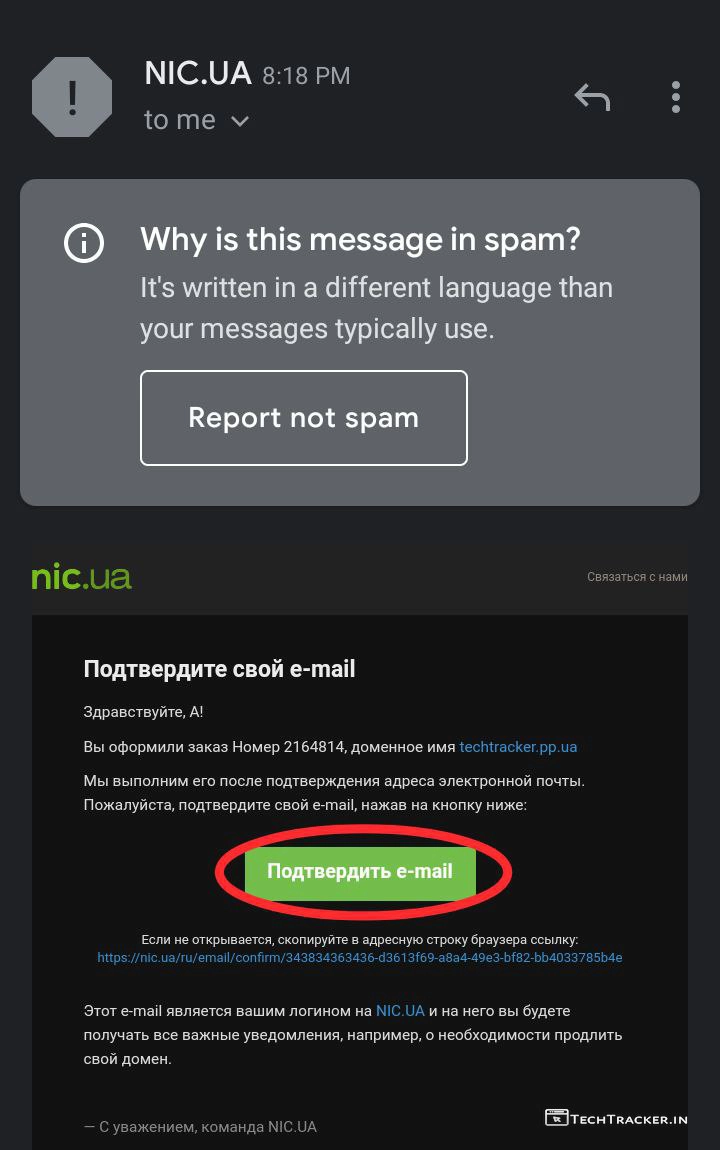 NIC.UA 8:18 PM
to me
Why is this message in spam?
It's written in a different language than
your messages typically use.
Report not spam
nic.ua
Связаться с нами
Подтвердите свой e-mail
Здравствуйте, А!
Вы оформили заказ Номер 2164814, доменное имя techtracker.pp.ua
Мы выполним его после подтверждения адреса электронной почты.
Пожалуйста, подтвердите свой e-mail, нажав на кнопку ниже:
Подтвердить e-mail
Если не открывается, скопируйте в адресную строку браузера ссылку:
https://nic.ua/ru/email/confirm/343834363436-d3613f69-a8a4-49e3-bf82-bb4033785b4e
Этот e-mail является вашим логином на NIC.UA и на него вы будете
получать все важные уведомления, например, о необходимости продлить
свой домен.
— С уважением, команда NIC.UA
TECHTRACKER.IN